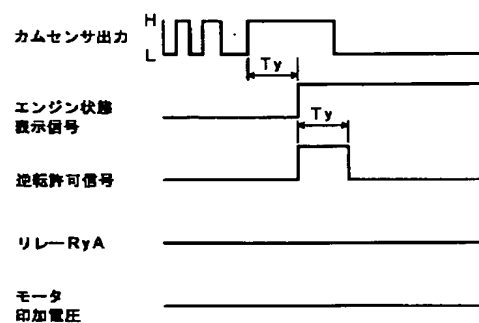 H
カムセンサ出力
L
Ty
エンジン状態
表示信号
Ty
逆転許可信号
リレーRyA
モータ
印加電圧